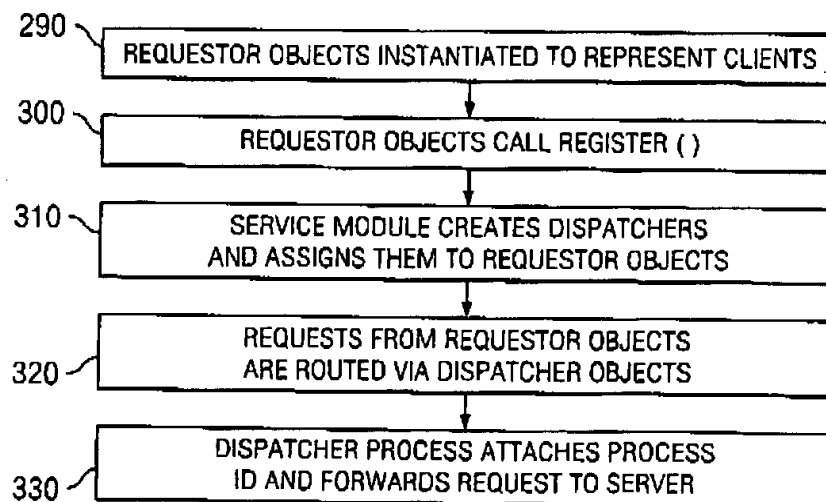 290
REQUESTOR OBJECTS INSTANTIATED TO REPRESENT CLIENTS
300
REQUESTOR OBJECTS CALL REGISTER ( )
310
SERVICE MODULE CREATES DISPATCHERS
AND ASSIGNS THEM TO REQUESTOR OBJECTS
320
REQUESTS FROM REQUESTOR OBJECTS
ARE ROUTED VIA DISPATCHER OBJECTS
330
DISPATCHER PROCESS ATTACHES PROCESS
ID AND FORWARDS REQUEST TO SERVER